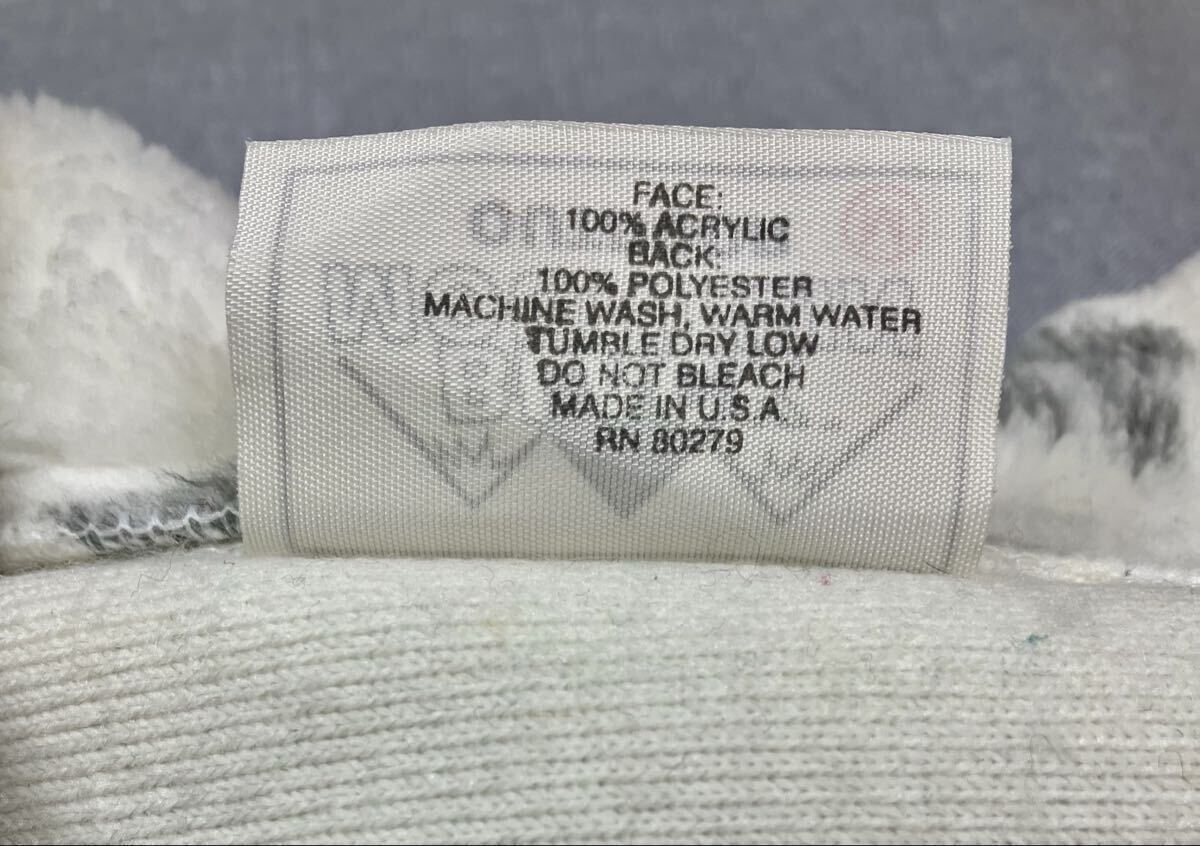 FACE:
100% ACRYLIC
BACK:
100% POLYESTER
MACHINE WASH, WARM WATER
TUMBLE DRY LOW
DO NOT BLEACH
MADE IN U.S.A.
RN 80279